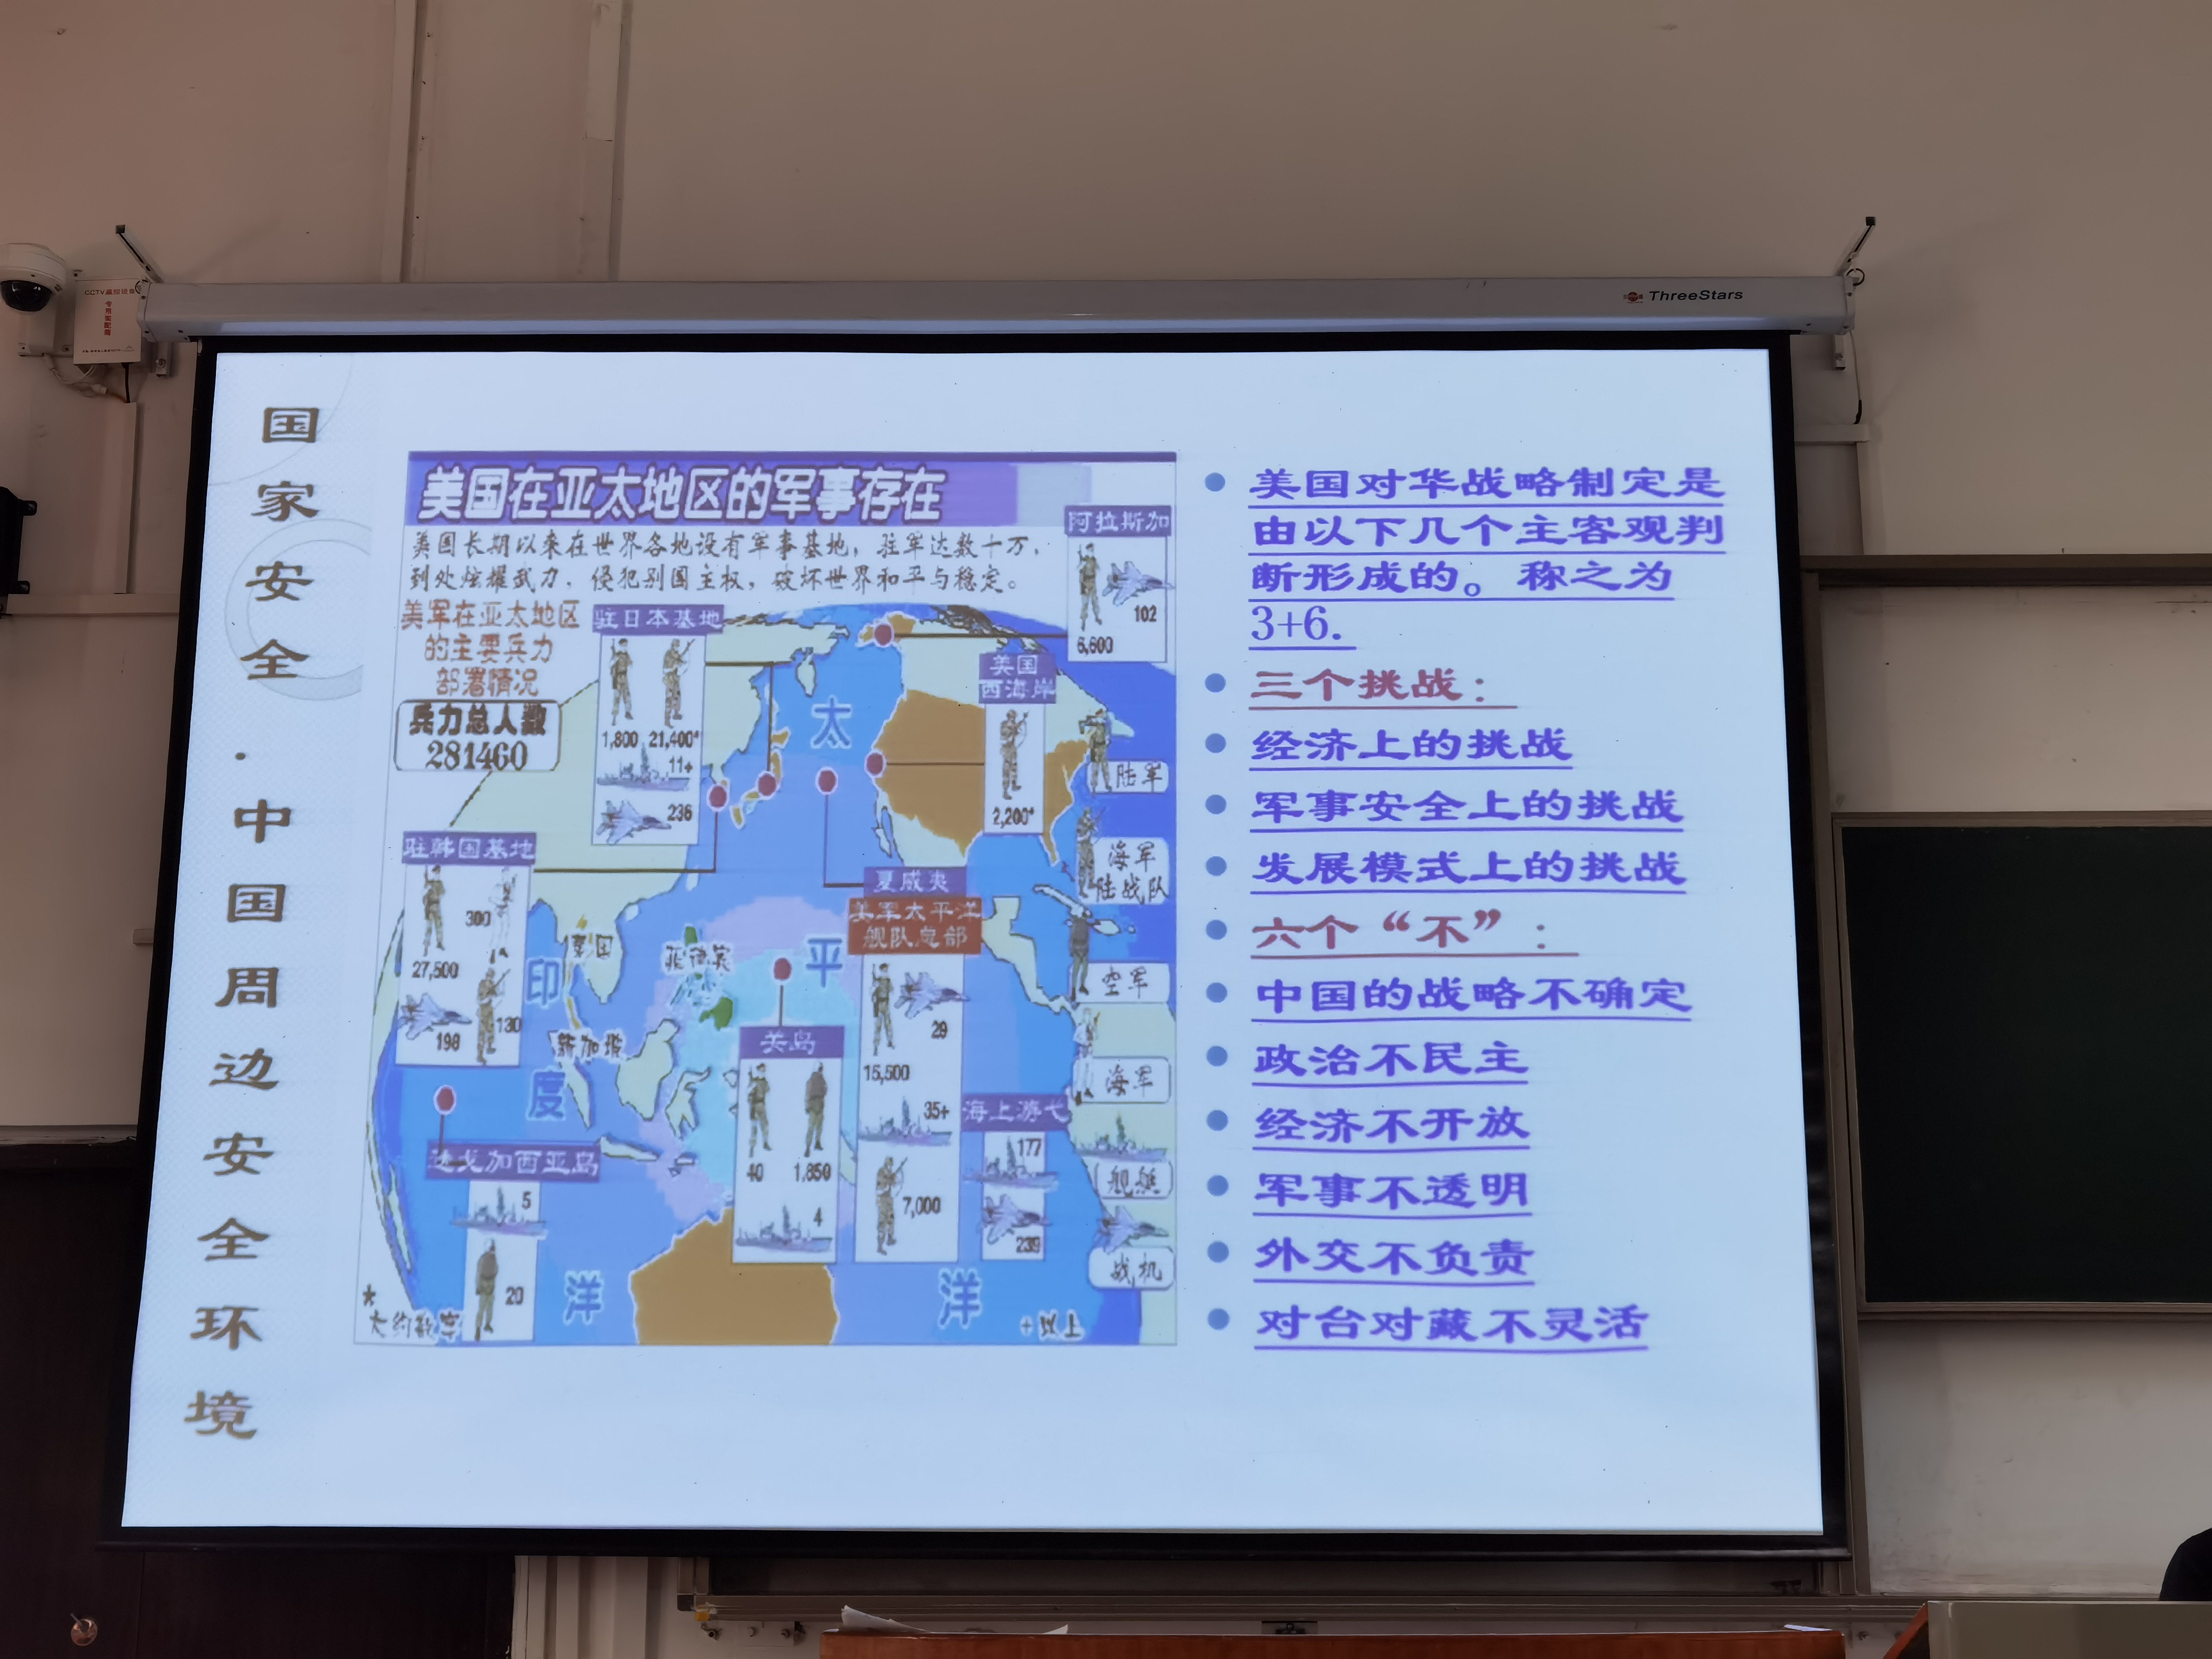 ThreeStars
国家安全·中国周边安全环境
美国在亚太地区的军事存在
美国长期以来在世界各地设有军事基地，驻军达数十万，
到处炫耀武力，侵犯别国主权，破坏世界和平与稳定。
美军在亚太地区
的主要兵力
部署情况
兵力总人数
281460
驻日本基地
1,800 21,400*
11+
236
阿拉斯加
102
6,600
美国
西海岸
2,200*
驻韩国基地
300
27,500
130
198
夏威夷
美军太平洋
舰队总部
29
15,500
35+
7,000
关岛
40 1,850
4
海上游弋
177
239
迭戈加西亚岛
5
20
泰国
菲律宾
新加坡
太
平
洋
印
度
洋
陆军
海军
陆战队
空军
海军
舰艇
战机
*
大约数字
+以上
美国对华战略制定是
由以下几个主客观判
断形成的。称之为
3+6.
三个挑战：
经济上的挑战
军事安全上的挑战
发展模式上的挑战
六个“不”：
中国的战略不确定
政治不民主
经济不开放
军事不透明
外交不负责
对台对藏不灵活